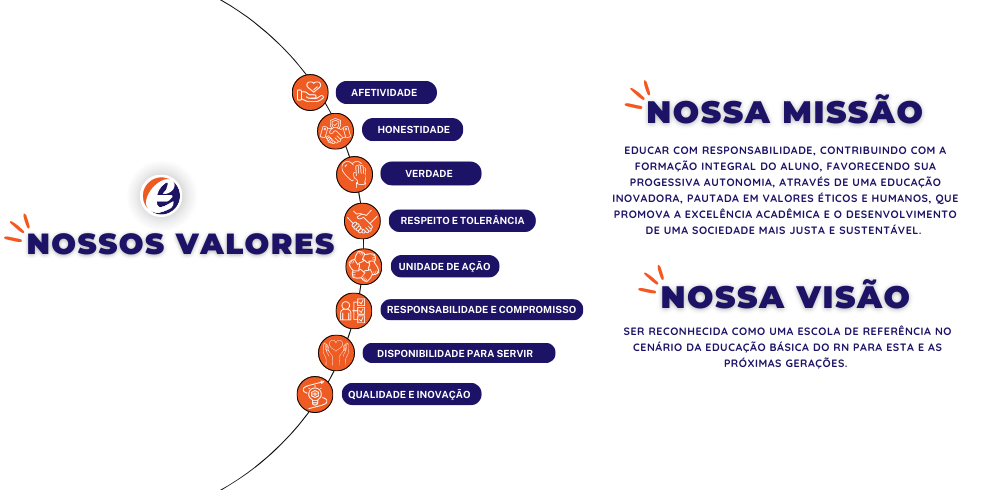 NOSSOS VALORES
AFETIVIDADE
HONESTIDADE
VERDADE
RESPEITO E TOLERÂNCIA
UNIDADE DE AÇÃO
RESPONSABILIDADE E COMPROMISSO
DISPONIBILIDADE PARA SERVIR
QUALIDADE E INOVAÇÃO
NOSSA MISSÃO
EDUCAR COM RESPONSABILIDADE, CONTRIBUINDO COM A
FORMAÇÃO INTEGRAL DO ALUNO, FAVORECENDO SUA
PROGESSIVA AUTONOMIA, ATRAVÉS DE UMA EDUCAÇÃO
INOVADORA, PAUTADA EM VALORES ÉTICOS E HUMANOS, QUE
PROMOVA A EXCELÊNCIA ACADÊMICA E O DESENVOLVIMENTO
DE UMA SOCIEDADE MAIS JUSTA E SUSTENTÁVEL.
NOSSA VISÃO
SER RECONHECIDA COMO UMA ESCOLA DE REFERÊNCIA NO
CENÁRIO DA EDUCAÇÃO BÁSICA DO RN PARA ESTA E AS
PRÓXIMAS GERAÇÕES.